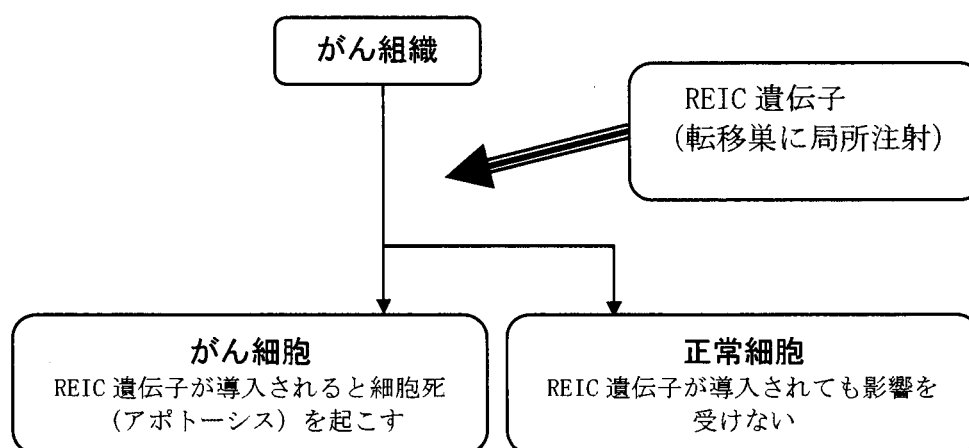 がん組織
REIC 遺伝子
(転移巣に局所注射)
がん細胞
REIC 遺伝子が導入されると細胞死
(アポトーシス) を起こす
正常細胞
REIC 遺伝子が導入されても影響を
受けない